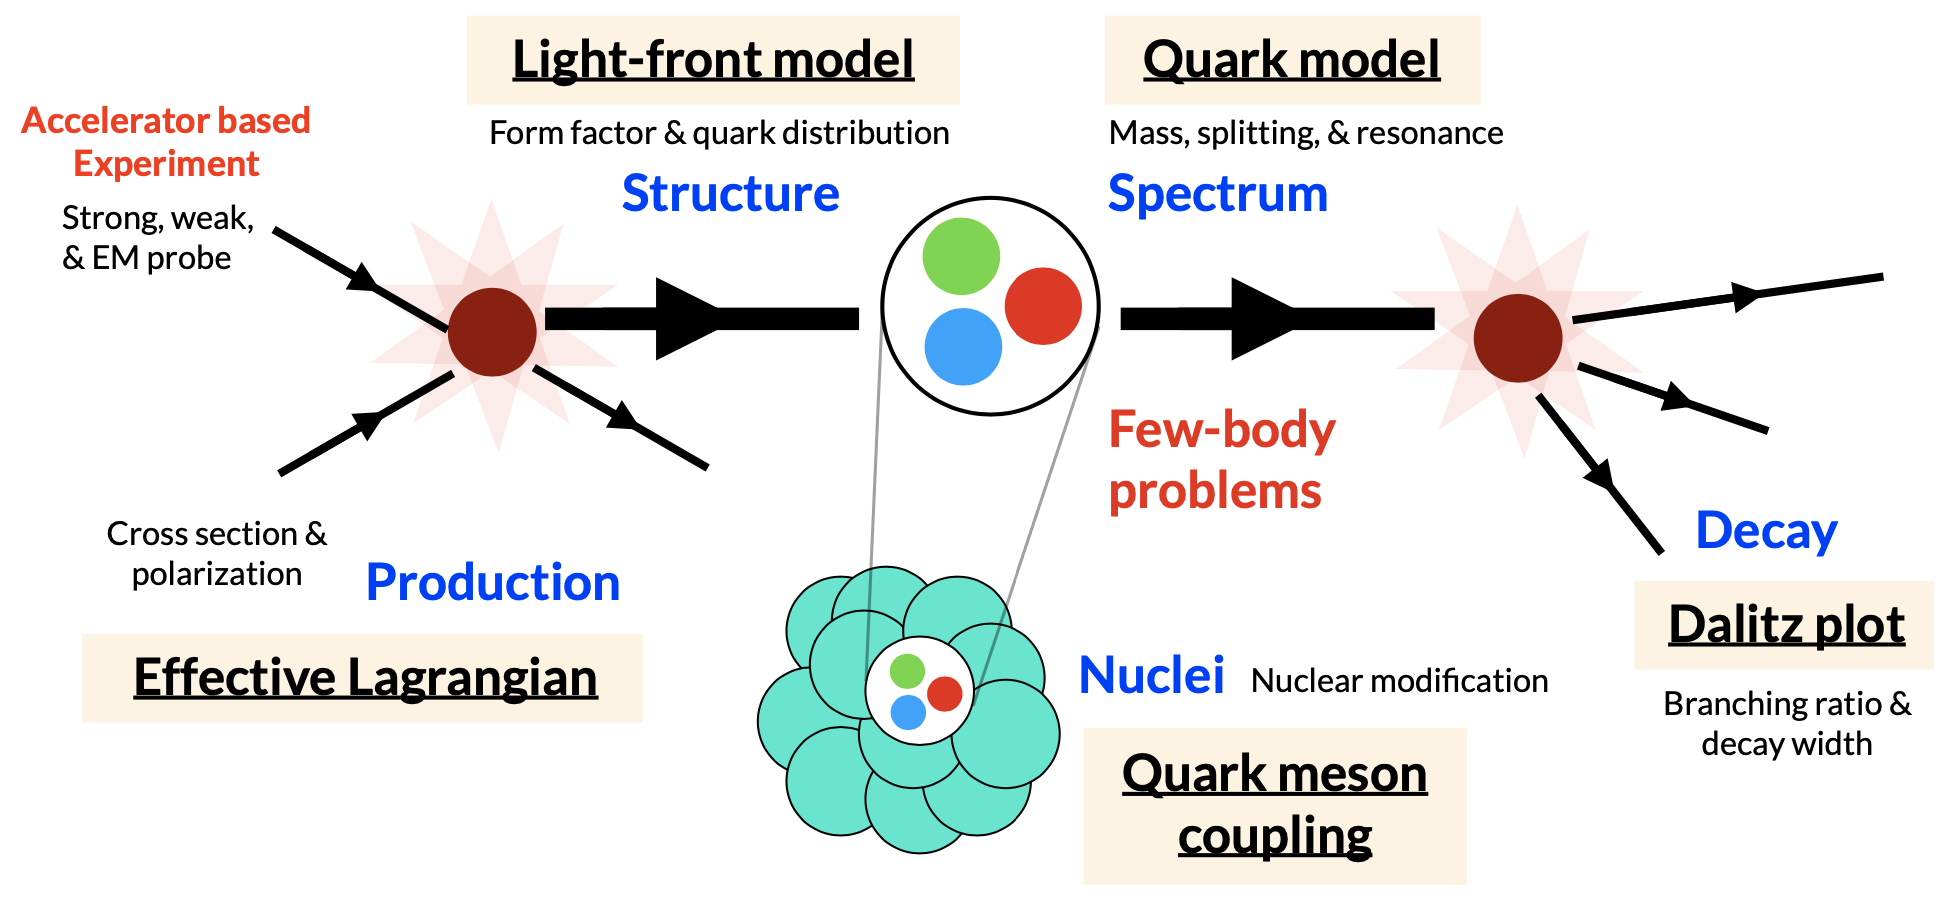 Light-front model
Form factor & quark distribution
Structure
Quark model
Mass, splitting, & resonance
Spectrum
Accelerator based
Experiment
Strong, weak,
& EM probe
Few-body
problems
Cross section &
polarization
Production
Effective Lagrangian
Decay
Dalitz plot
Branching ratio &
decay width
Nuclei
Nuclear modification
Quark meson
coupling